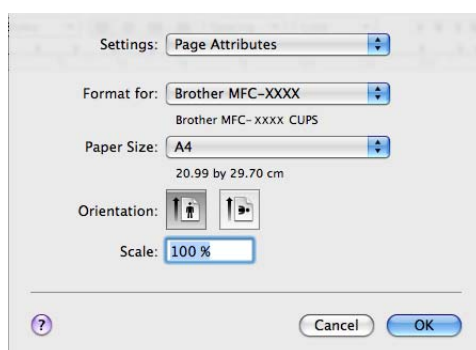 Settings: Page Attributes
Format for: Brother MFC-XXXX
Brother MFC-XXXX CUPS
Paper Size: A4
20.99 by 29.70 cm
Orientation:
Scale: 100 %
? Cancel OK